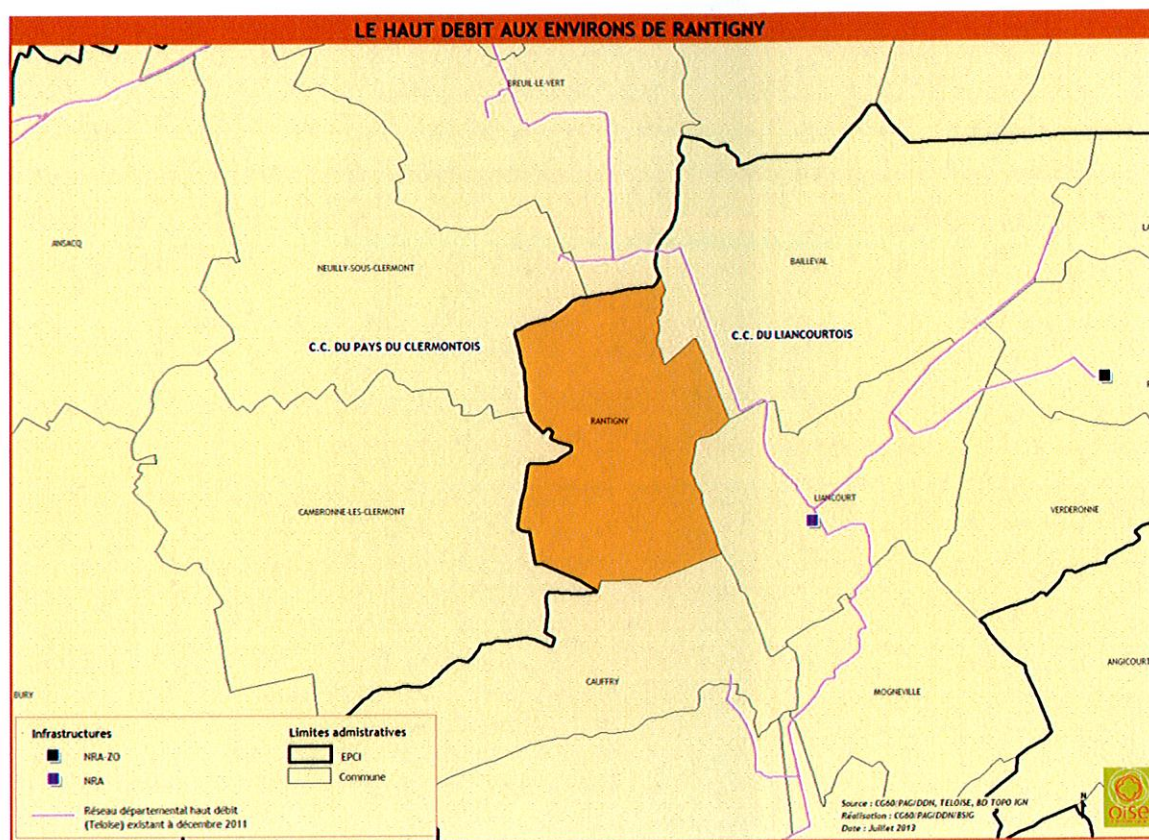 LE HAUT DEBIT AUX ENVIRONS DE RANTIGNY
BREUIL-LE-VERT
ANSACQ
NEUILLY-SOUS-CLERMONT
BAILLEVAL
LA
C.C. DU PAYS DU CLERMONTOIS
C.C. DU LIANCOURTOIS
RANTIGNY
CAMBRONNE-LES-CLERMONT
LIANCOURT
VERDERONNE
ANGICOURT
CAUFFRY
MOGNEVILLE
BURY
Infrastructures
NRA-ZO
NRA
Réseau départemental haut débit
(Teloise) existant à décembre 2011
Limites admistratives
EPCI
Commune
Source : CG60/PAG/DDN, TELOISE, BD TOPO IGN
Réalisation : CG60/PAG/DDN/BSIG
Date : Juillet 2013
N
oise